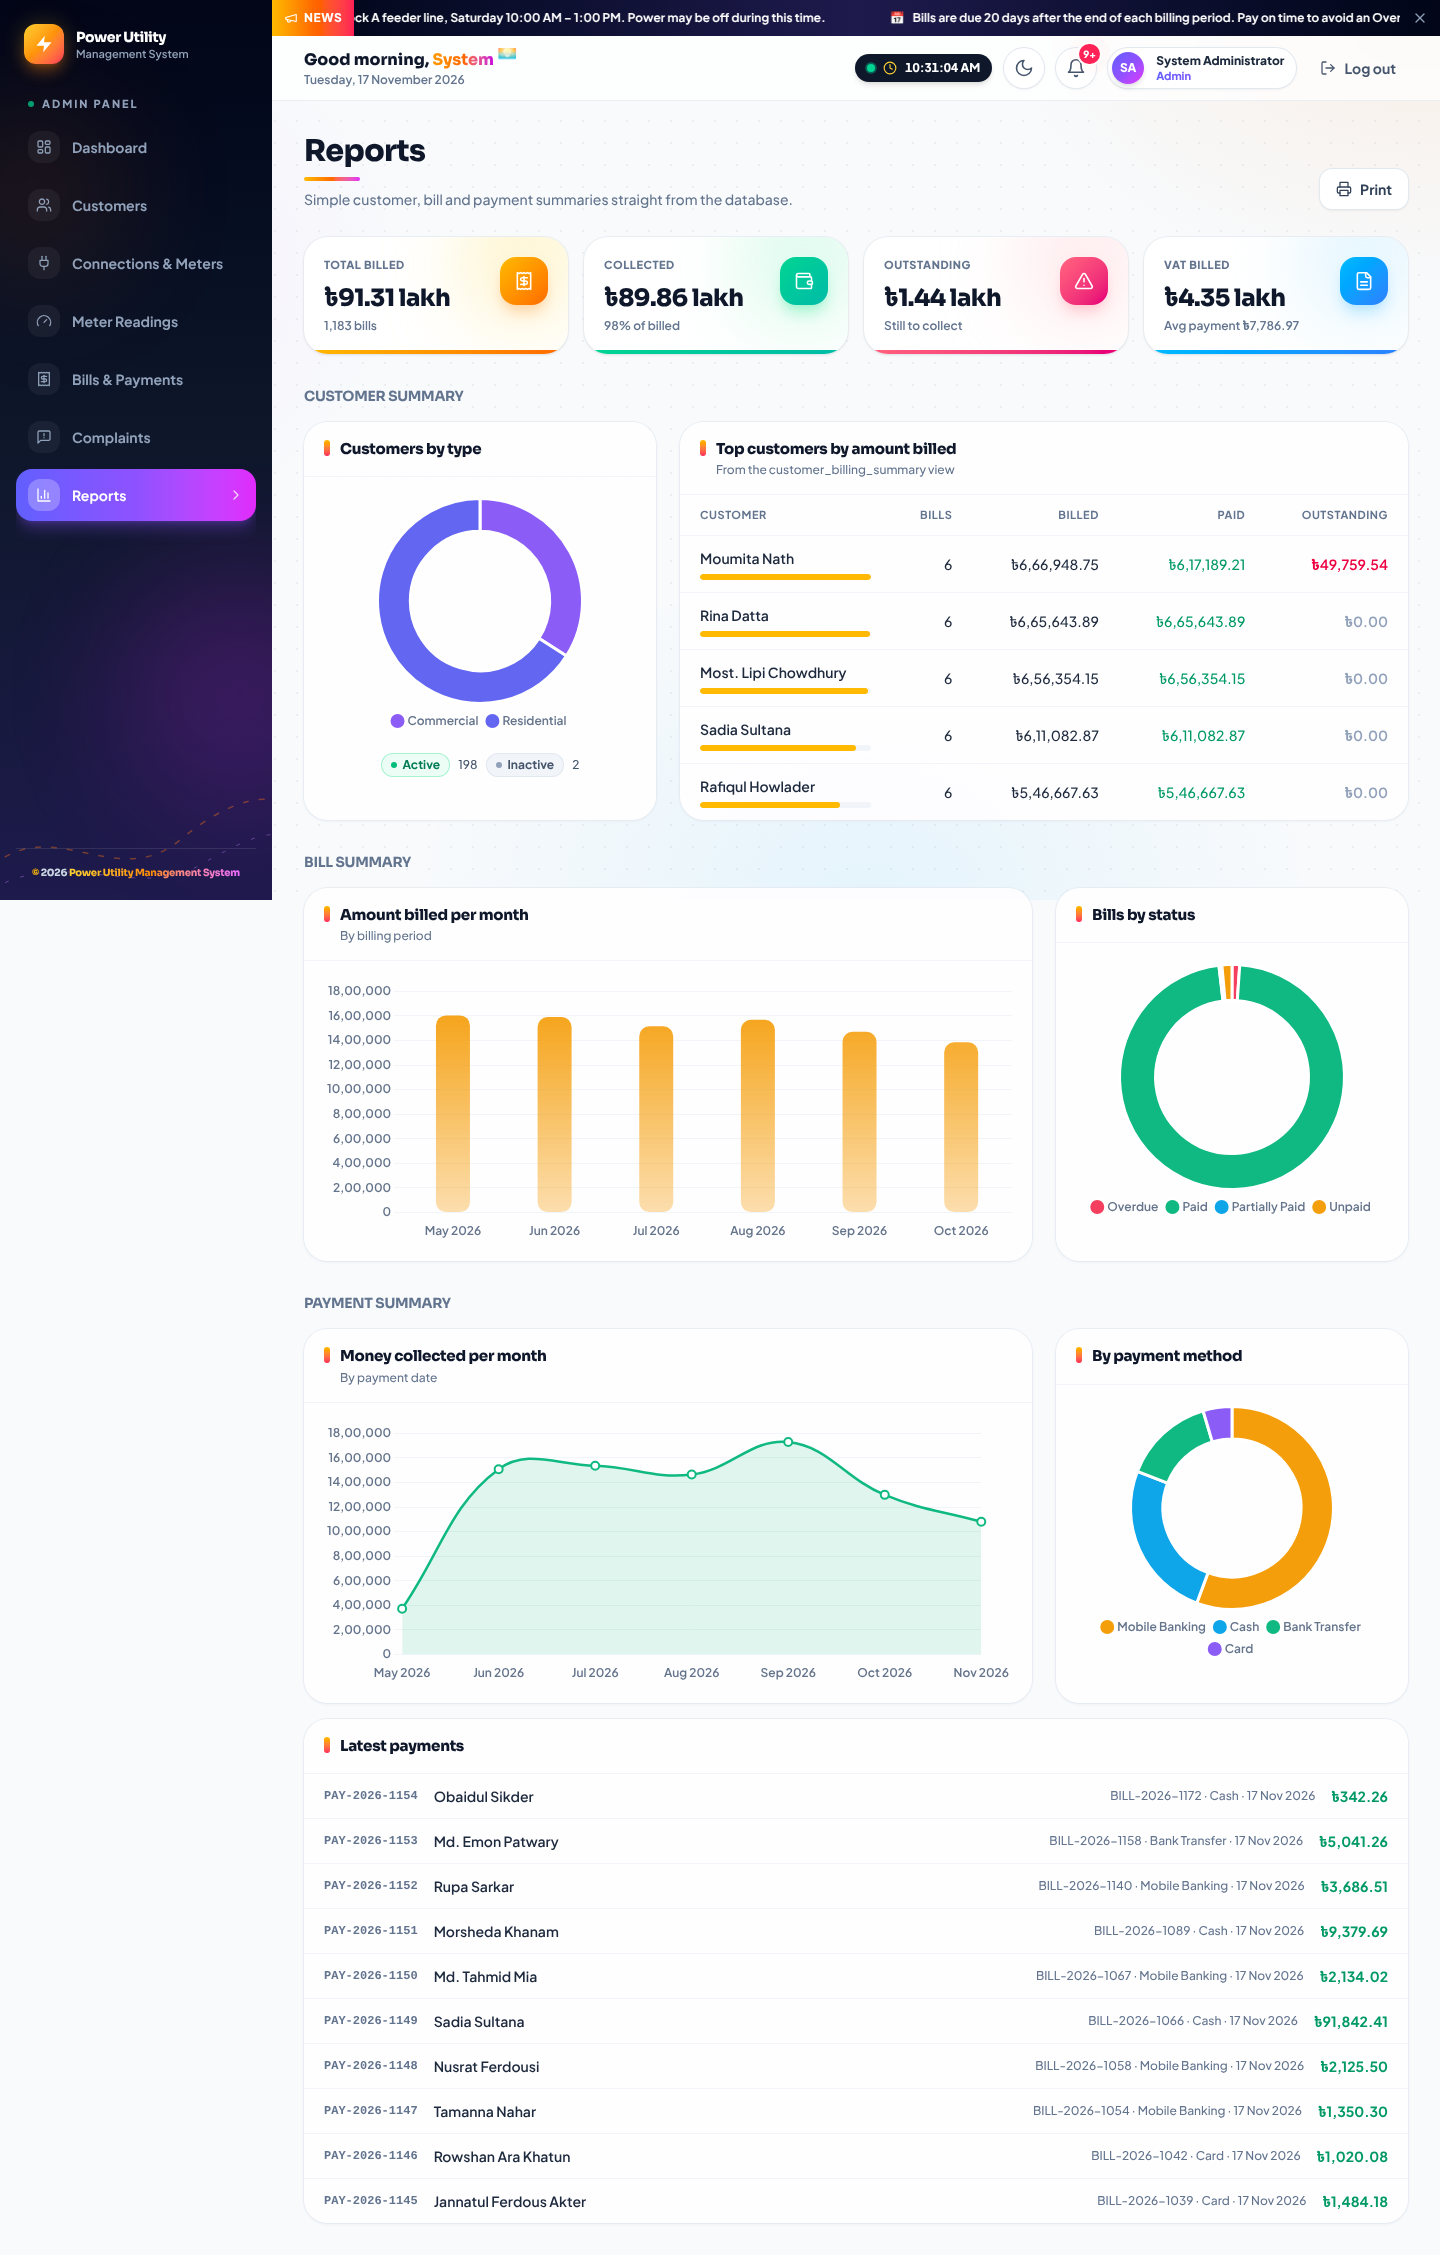 Power Utility
Management System
ADMIN PANEL
Dashboard
Customers
Connections & Meters
Meter Readings
Bills & Payments
Complaints
Reports
© 2026 Power Utility Management System
NEWS
ck A feeder line, Saturday 10:00 AM – 1:00 PM. Power may be off during this time.
Bills are due 20 days after the end of each billing period. Pay on time to avoid an Over
Good morning, System
Tuesday, 17 November 2026
10:31:04 AM
9+
SA
System Administrator
Admin
Log out
Reports
Simple customer, bill and payment summaries straight from the database.
Print
TOTAL BILLED
৳91.31 lakh
1,183 bills
COLLECTED
৳89.86 lakh
98% of billed
OUTSTANDING
৳1.44 lakh
Still to collect
VAT BILLED
৳4.35 lakh
Avg payment ৳7,786.97
CUSTOMER SUMMARY
Customers by type
Commercial Residential
Active 198 Inactive 2
Top customers by amount billed
From the customer_billing_summary view
CUSTOMER BILLS BILLED PAID OUTSTANDING
Moumita Nath 6 ৳6,66,948.75 ৳6,17,189.21 ৳49,759.54
Rina Datta 6 ৳6,65,643.89 ৳6,65,643.89 ৳0.00
Most. Lipi Chowdhury 6 ৳6,56,354.15 ৳6,56,354.15 ৳0.00
Sadia Sultana 6 ৳6,11,082.87 ৳6,11,082.87 ৳0.00
Rafiqul Howlader 6 ৳5,46,667.63 ৳5,46,667.63 ৳0.00
BILL SUMMARY
Amount billed per month
By billing period
18,00,000
16,00,000
14,00,000
12,00,000
10,00,000
8,00,000
6,00,000
4,00,000
2,00,000
0
May 2026 Jun 2026 Jul 2026 Aug 2026 Sep 2026 Oct 2026
Bills by status
Overdue Paid Partially Paid Unpaid
PAYMENT SUMMARY
Money collected per month
By payment date
18,00,000
16,00,000
14,00,000
12,00,000
10,00,000
8,00,000
6,00,000
4,00,000
2,00,000
0
May 2026 Jun 2026 Jul 2026 Aug 2026 Sep 2026 Oct 2026 Nov 2026
By payment method
Mobile Banking Cash Bank Transfer
Card
Latest payments
PAY-2026-1154 Obaidul Sikder BILL-2026-1172 · Cash · 17 Nov 2026 ৳342.26
PAY-2026-1153 Md. Emon Patwary BILL-2026-1158 · Bank Transfer · 17 Nov 2026 ৳5,041.26
PAY-2026-1152 Rupa Sarkar BILL-2026-1140 · Mobile Banking · 17 Nov 2026 ৳3,686.51
PAY-2026-1151 Morsheda Khanam BILL-2026-1089 · Cash · 17 Nov 2026 ৳9,379.69
PAY-2026-1150 Md. Tahmid Mia BILL-2026-1067 · Mobile Banking · 17 Nov 2026 ৳2,134.02
PAY-2026-1149 Sadia Sultana BILL-2026-1066 · Cash · 17 Nov 2026 ৳91,842.41
PAY-2026-1148 Nusrat Ferdousi BILL-2026-1058 · Mobile Banking · 17 Nov 2026 ৳2,125.50
PAY-2026-1147 Tamanna Nahar BILL-2026-1054 · Mobile Banking · 17 Nov 2026 ৳1,350.30
PAY-2026-1146 Rowshan Ara Khatun BILL-2026-1042 · Card · 17 Nov 2026 ৳1,020.08
PAY-2026-1145 Jannatul Ferdous Akter BILL-2026-1039 · Card · 17 Nov 2026 ৳1,484.18